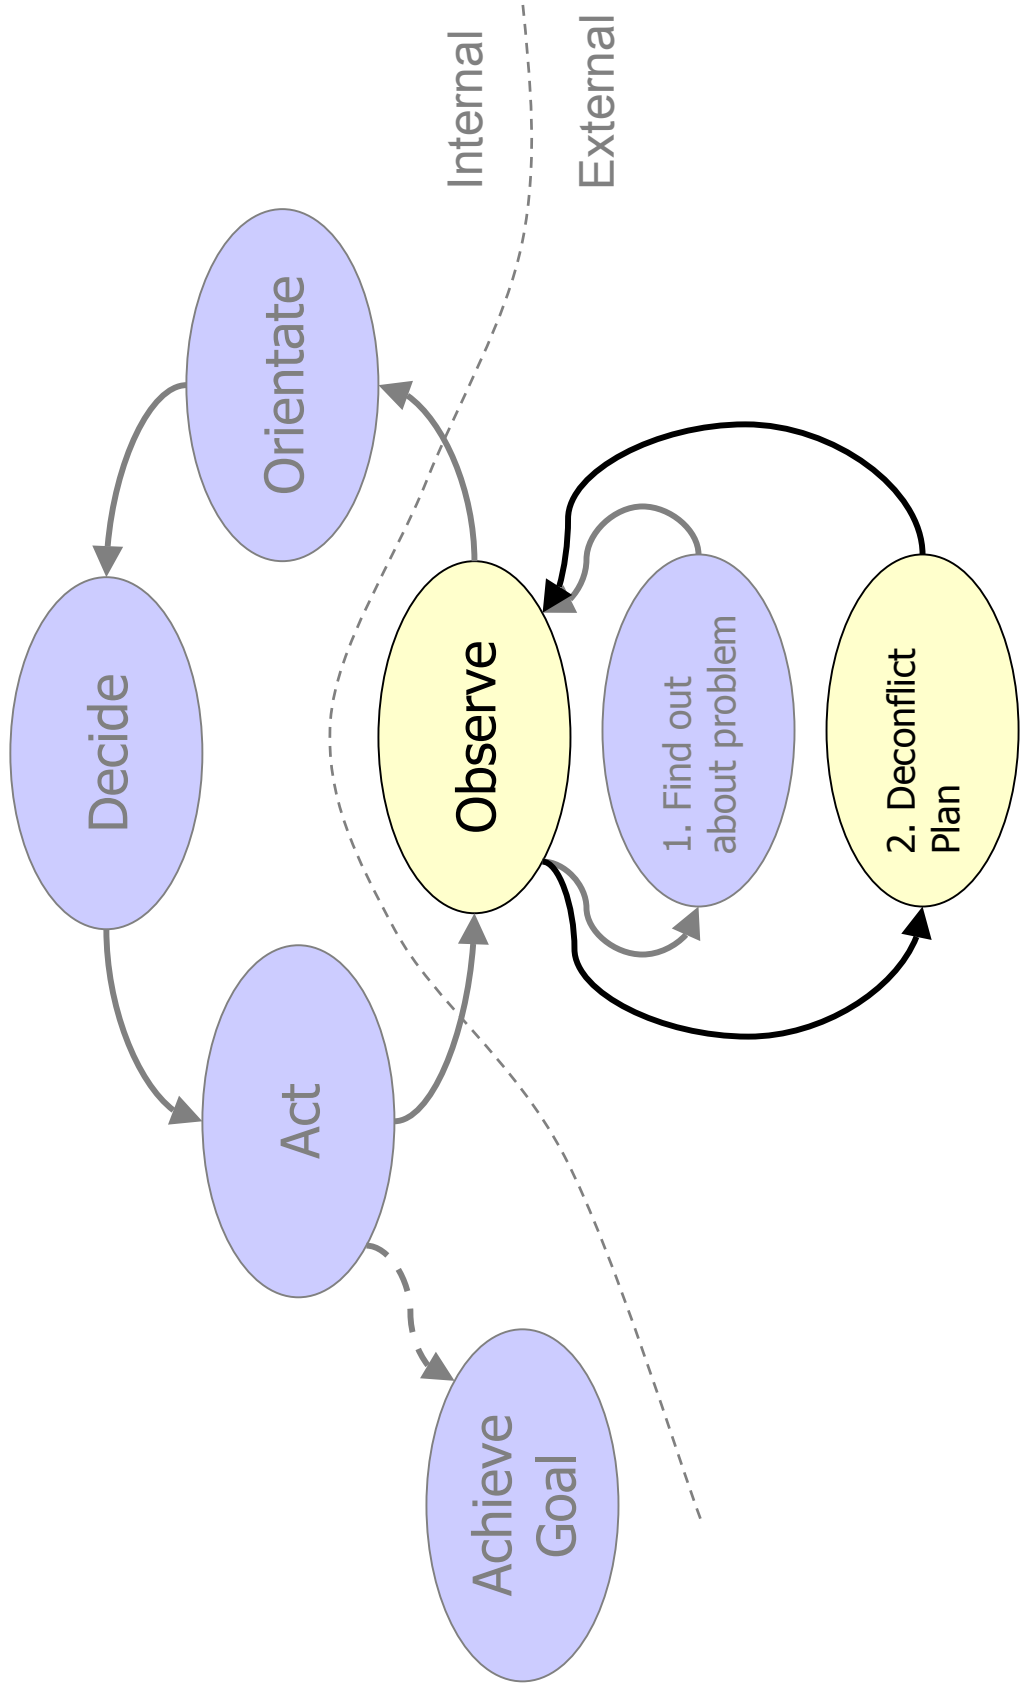 Decide
Act
Orientate
Achieve
Goal
Observe
Internal
External
1. Find out
about problem
2. Deconflict
Plan